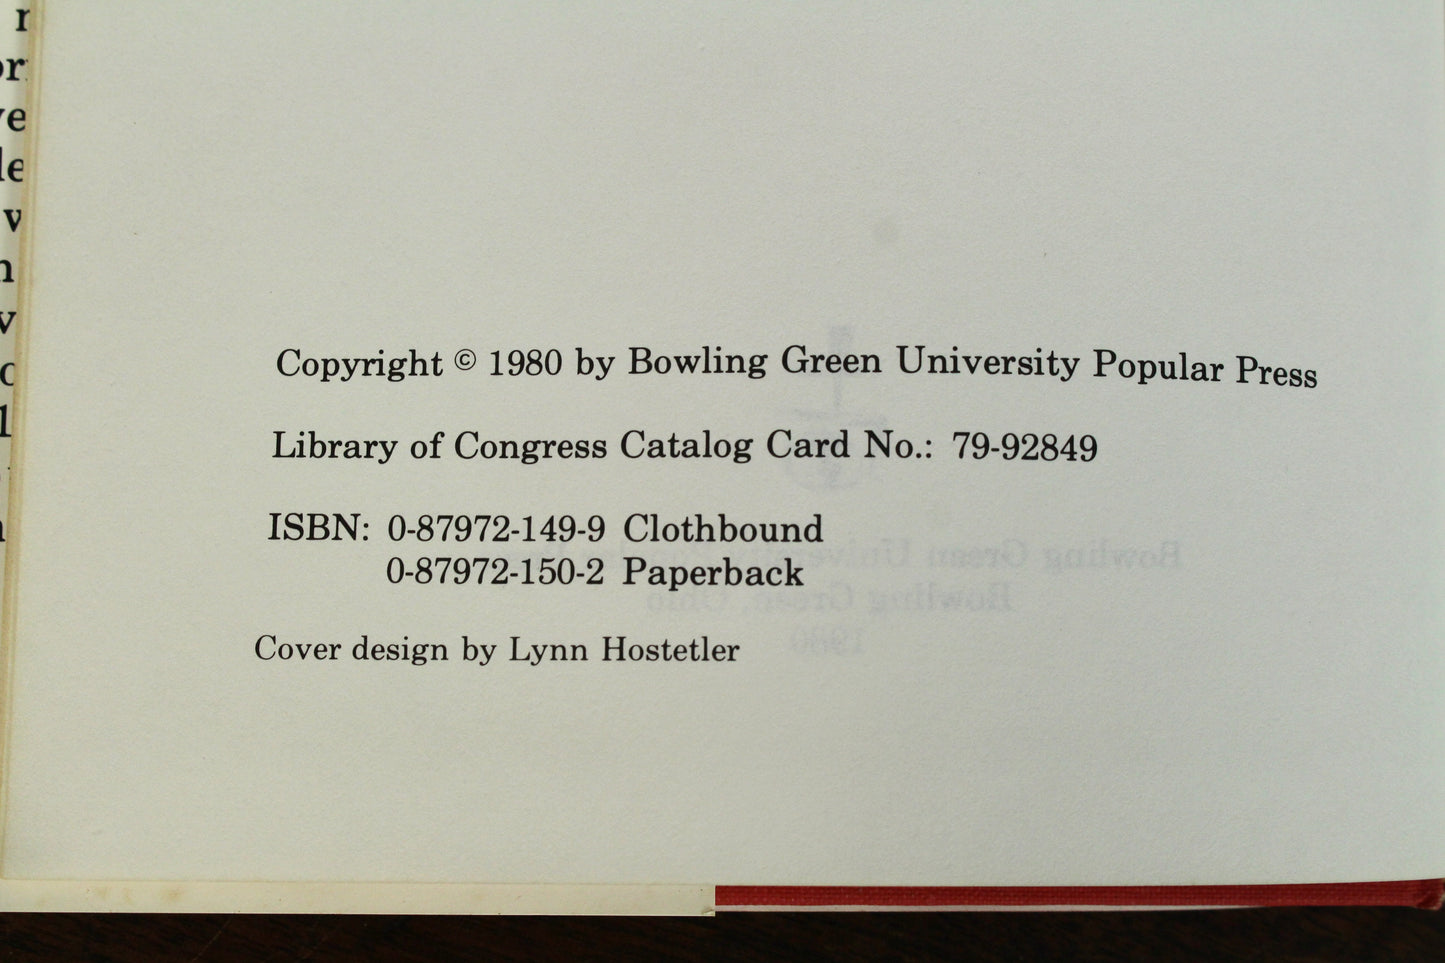 Copyright © 1980 by Bowling Green University Popular Press
Library of Congress Catalog Card No.: 79-92849
ISBN: 0-87972-149-9 Clothbound
0-87972-150-2 Paperback
Cover design by Lynn Hostetler